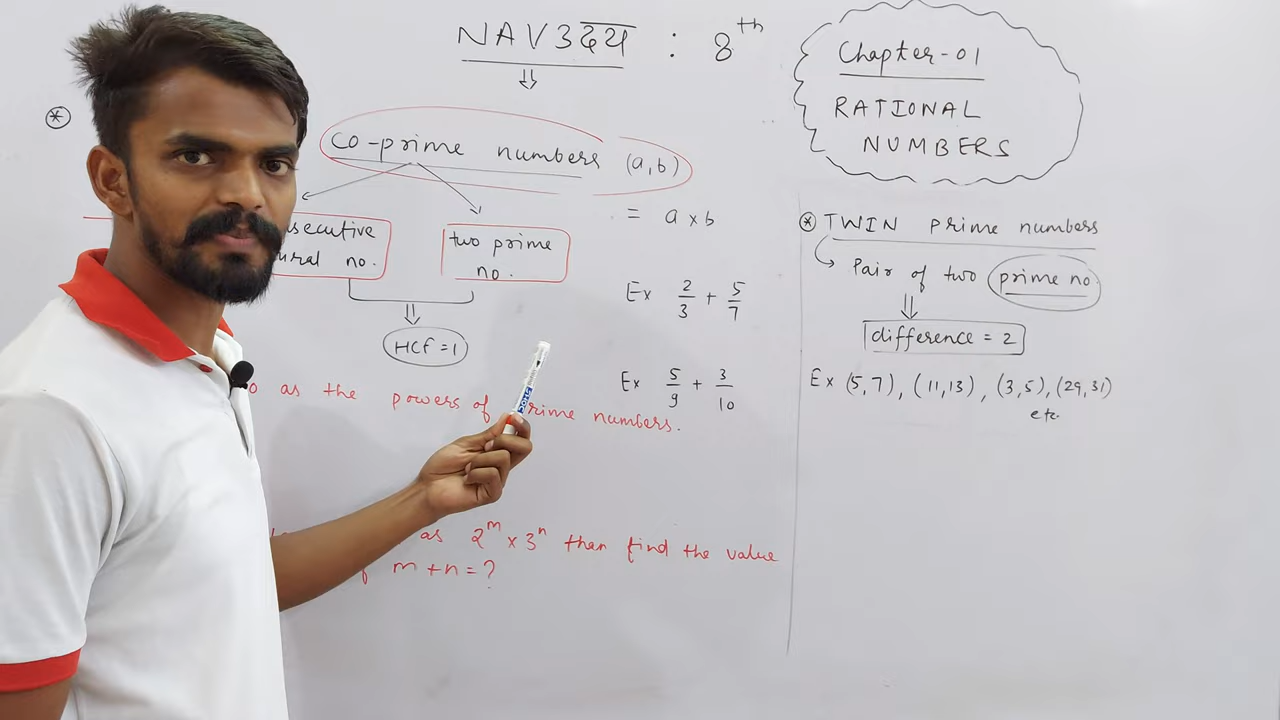 NAV3दय : 8th
Chapter-01
RATIONAL
NUMBERS
co-prime numbers (a,b)
= a × b
two prime
no.
no.
HCF = 1
Ex 2/3 + 5/7
Ex 5/9 + 3/10
as the powers of prime numbers.
as 2^m × 3^n then find the value
m + n = ?
TWIN prime numbers
Pair of two prime no.
difference = 2
Ex (5,7), (11,13), (3,5), (29,31)
etc.